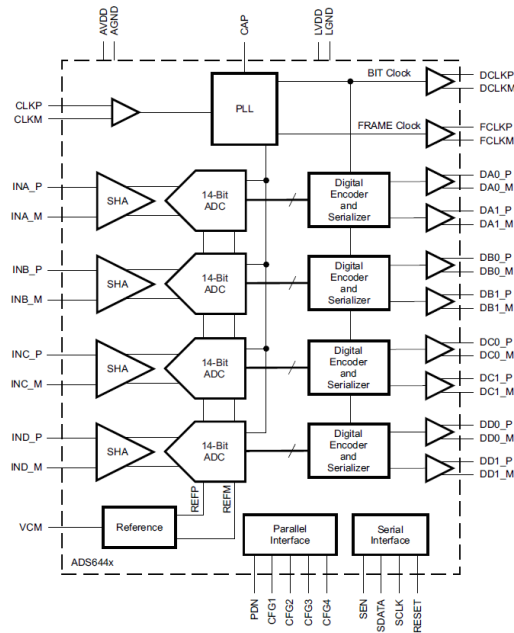 AVDD
AGND
CAP
LVDD
LGND
BIT Clock
DCLKP
DCLKM
CLKP
CLKM
PLL
FRAME Clock
FCLKP
FCLKM
INA_P
INA_M
SHA
14-Bit
ADC
Digital
Encoder
and
Serializer
DA0_P
DA0_M
DA1_P
DA1_M
INB_P
INB_M
SHA
14-Bit
ADC
Digital
Encoder
and
Serializer
DB0_P
DB0_M
DB1_P
DB1_M
INC_P
INC_M
SHA
14-Bit
ADC
Digital
Encoder
and
Serializer
DC0_P
DC0_M
DC1_P
DC1_M
IND_P
IND_M
SHA
14-Bit
ADC
Digital
Encoder
and
Serializer
DD0_P
DD0_M
DD1_P
DD1_M
REFP
REFM
VCM
Reference
Parallel
Interface
Serial
Interface
ADS644x
PDN
CFG1
CFG2
CFG3
CFG4
SEN
SDATA
SCLK
RESET